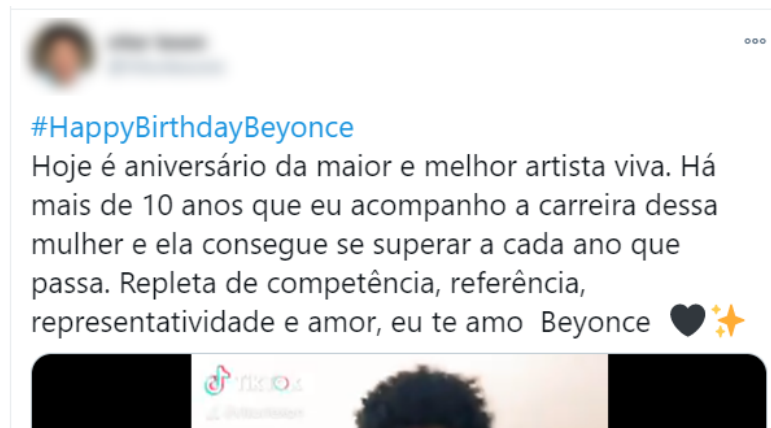 #HappyBirthdayBeyonce
Hoje é aniversário da maior e melhor artista viva. Há
mais de 10 anos que eu acompanho a carreira dessa
mulher e ela consegue se superar a cada ano que
passa. Repleta de competência, referência,
representatividade e amor, eu te amo  Beyonce 🖤✨
TikTok